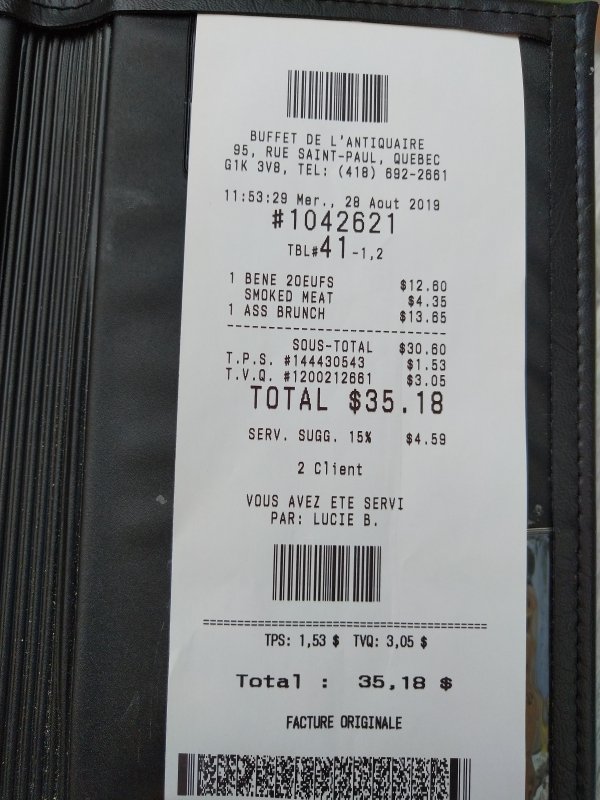 BUFFET DE L'ANTIQUAIRE
95, RUE SAINT-PAUL, QUEBEC
G1K 3V8, TEL: (418) 692-2661
11:53:29 Mer., 28 Aout 2019
#1042621
TBL#41-1,2
1 BENE 2OEUFS $12.60
SMOKED MEAT $4.35
1 ASS BRUNCH $13.65
SOUS-TOTAL $30.60
T.P.S. #144430543 $1.53
T.V.Q. #1200212661 $3.05
TOTAL $35.18
SERV. SUGG. 15% $4.59
2 Client
VOUS AVEZ ETE SERVI
PAR: LUCIE B.
TPS: 1,53 $ TVQ: 3,05 $
Total : 35,18 $
FACTURE ORIGINALE